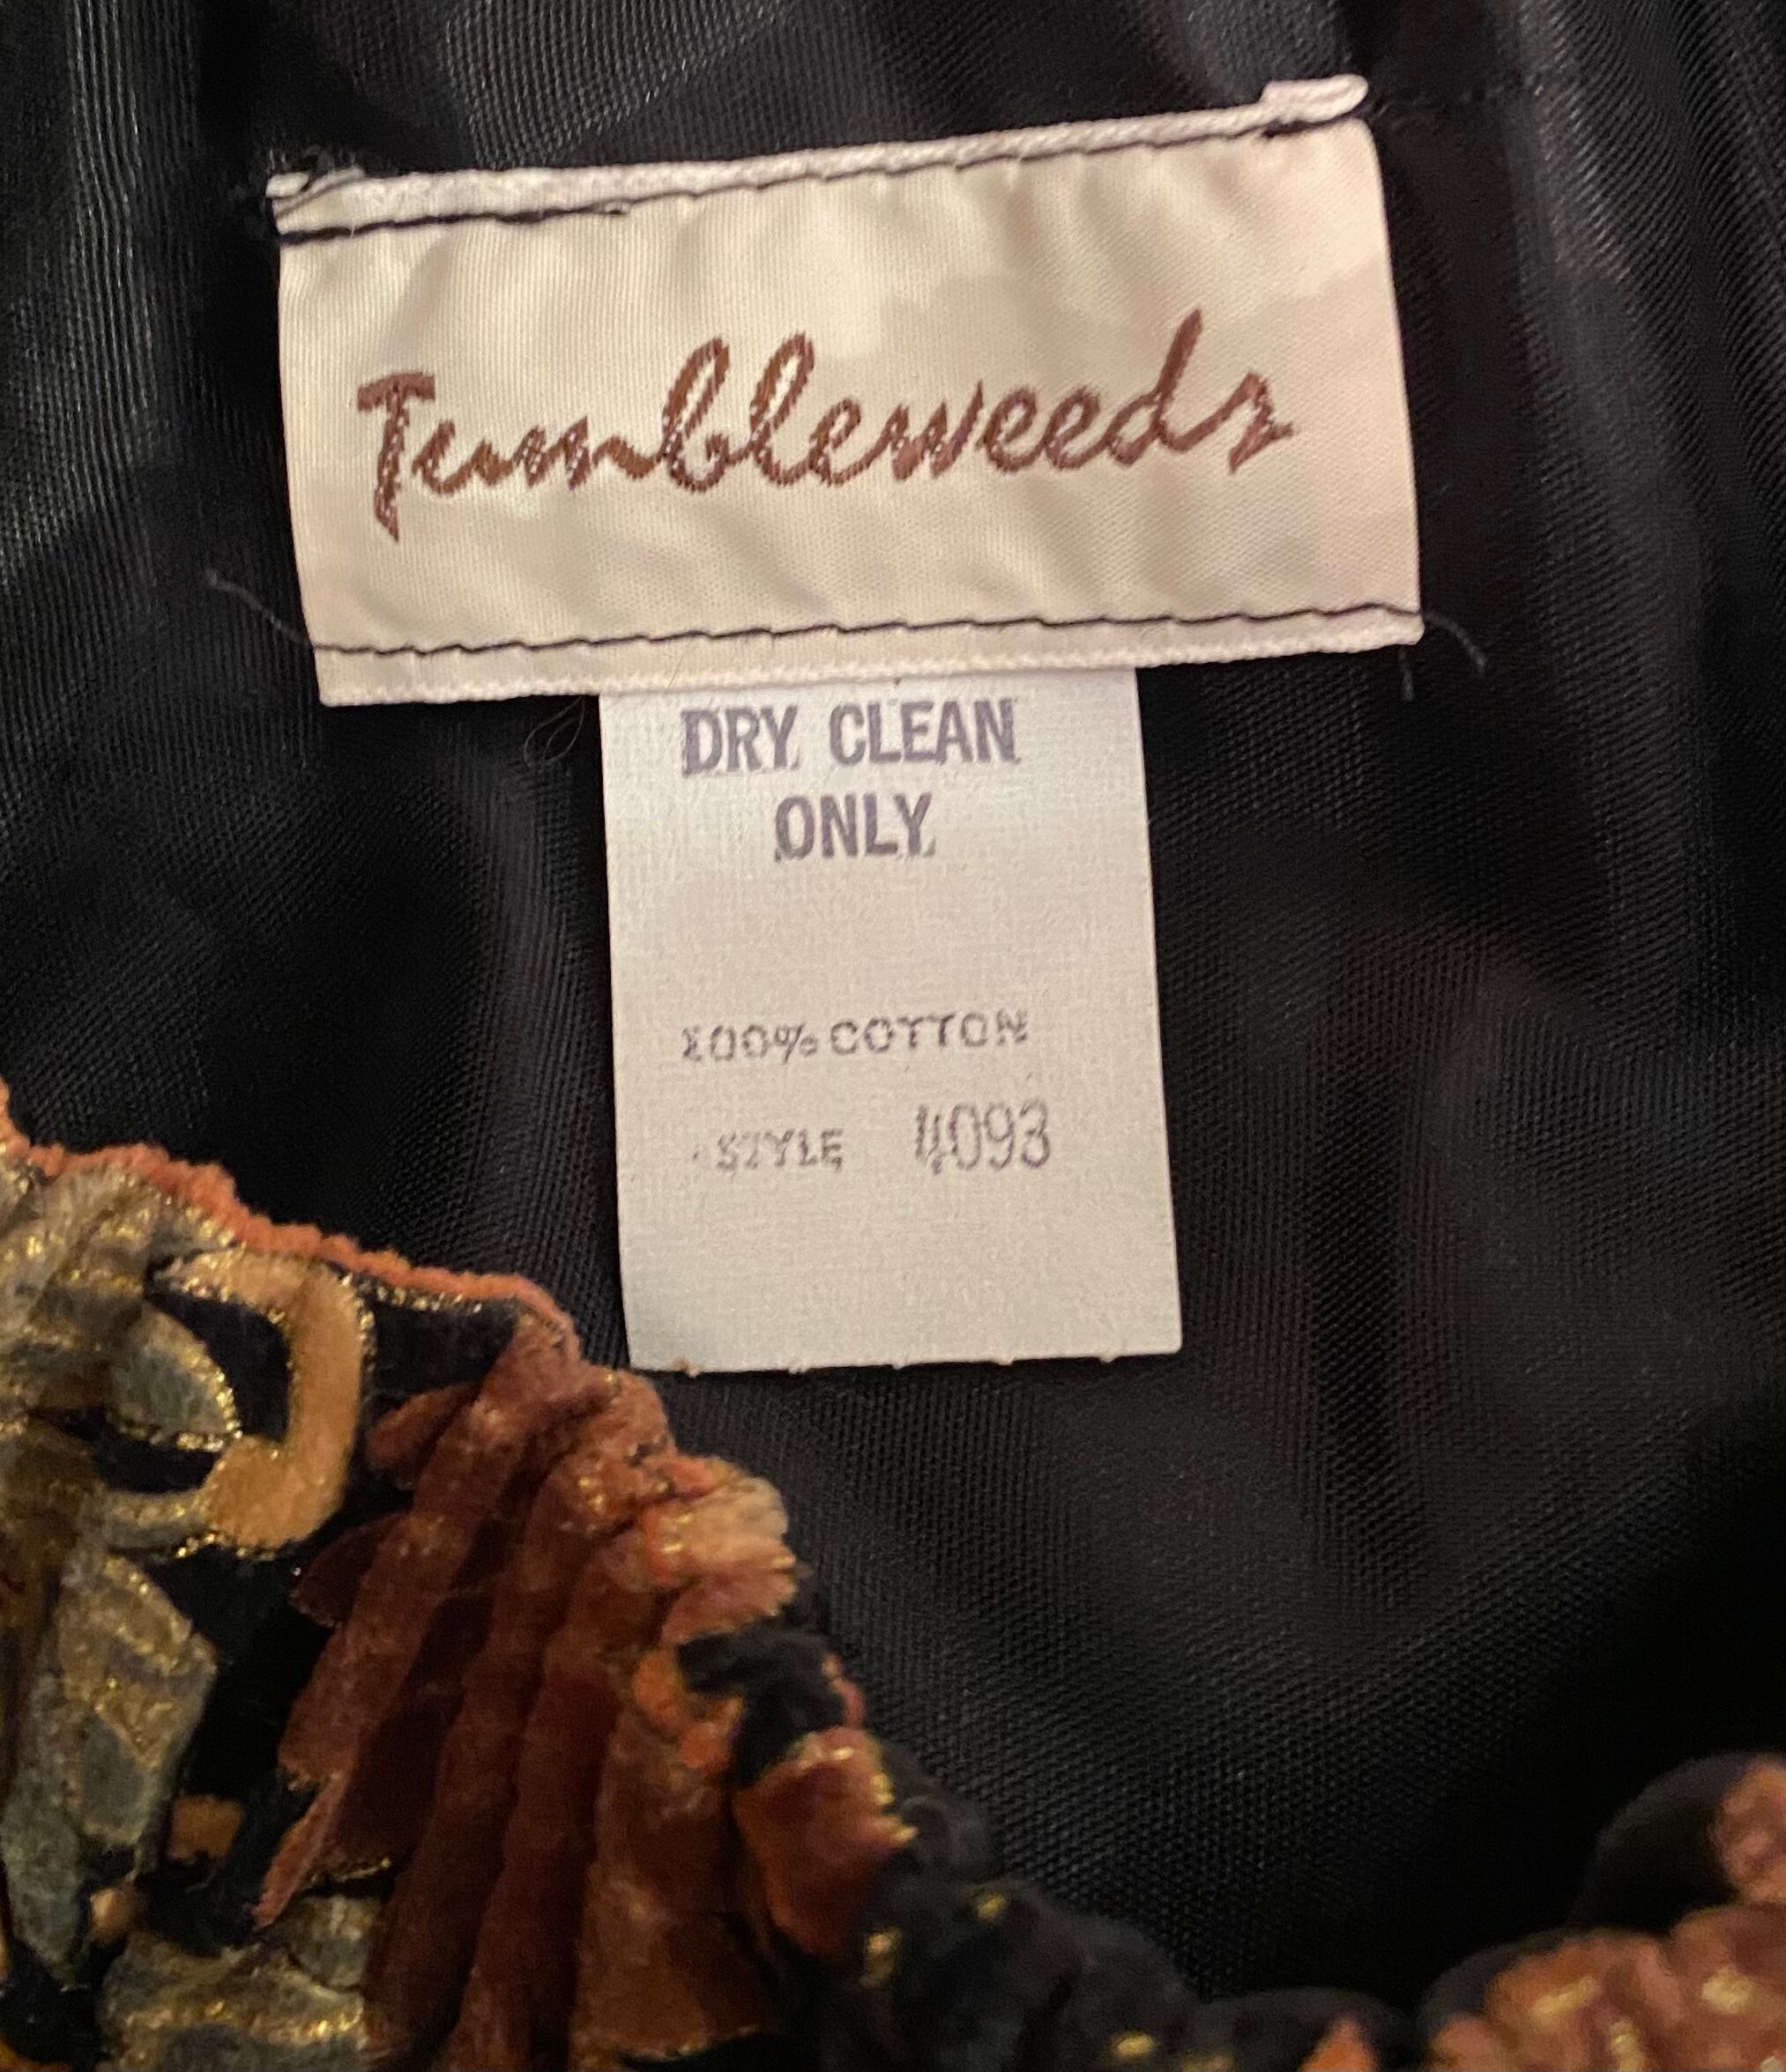 Tumbleweeds
DRY CLEAN
ONLY
100% COTTON
STYLE 4093